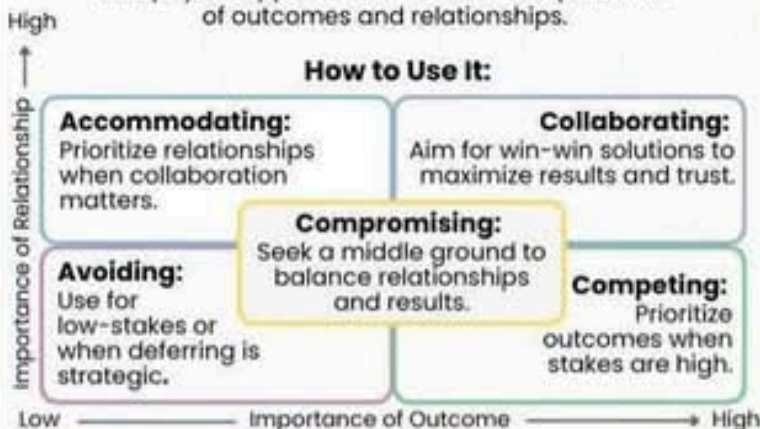 of outcomes and relationships.
High
How to Use It:
Importance of Relationship
Accommodating:
Prioritize relationships
when collaboration
matters.
Collaborating:
Aim for win-win solutions to
maximize results and trust.
Compromising:
Seek a middle ground to
balance relationships
and results.
Avoiding:
Use for
low-stakes or
when deferring is
strategic.
Competing:
Prioritize
outcomes when
stakes are high.
Low
Importance of Outcome
High